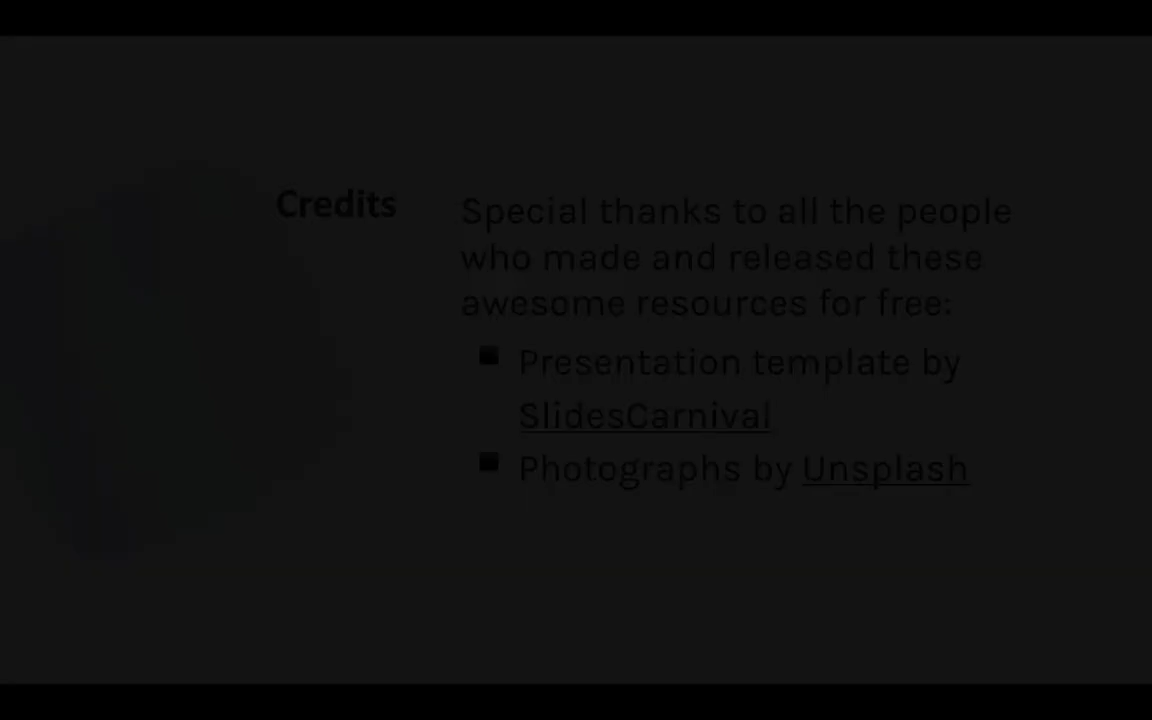 Credits
Special thanks to all the people
who made and released these
awesome resources for free:
Presentation template by
SlidesCarnival
Photographs by Unsplash